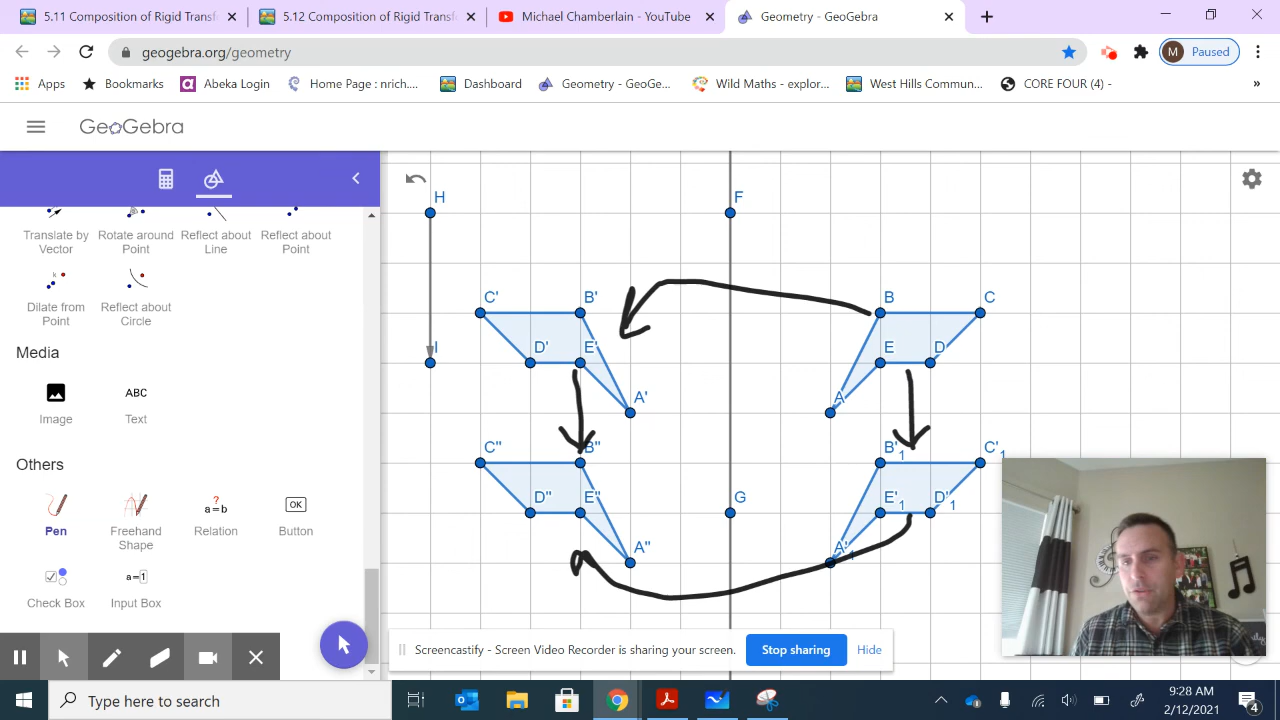 5.11 Composition of Rigid Transf
5.12 Composition of Rigid Transf
Michael Chamberlain - YouTube
Geometry - GeoGebra
geogebra.org/geometry
M Paused
Apps
Bookmarks
Abeka Login
Home Page : nrich....
Dashboard
Geometry - GeoGe...
Wild Maths - explor...
West Hills Commun...
CORE FOUR (4) -
»
GeoGebra
Translate by Vector
Rotate around Point
Reflect about Line
Reflect about Point
Dilate from Point
Reflect about Circle
Media
Image
ABC
Text
Others
Pen
Freehand Shape
a=b
Relation
OK
Button
Check Box
a=1
Input Box
H
F
C'
B'
B
C
I
D'
E'
E
D
A'
A
C"
B"
B'1
C'1
D"
E"
G
E'1
D'1
A"
A'1
Screencastify - Screen Video Recorder is sharing your screen.
Stop sharing
Hide
Type here to search
9:28 AM
2/12/2021
4